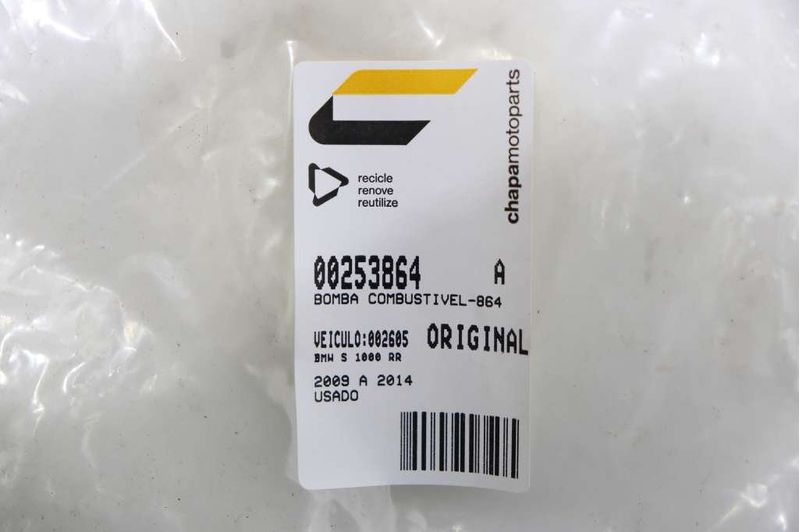 chapamotoparts
recicle
renove
reutilize
00253864 A
BOMBA COMBUSTIVEL-864
VEICULO:002605 ORIGINAL
BMW S 1000 RR
2009 A 2014
USADO